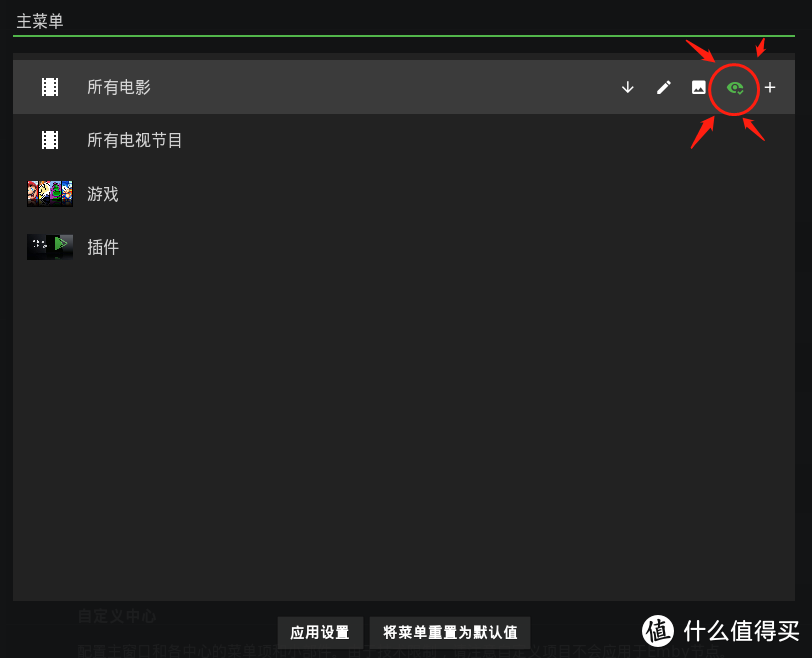 主菜单
所有电影
所有电视节目
游戏
插件
自定义中心
应用设置
将菜单重置为默认值
值 什么值得买